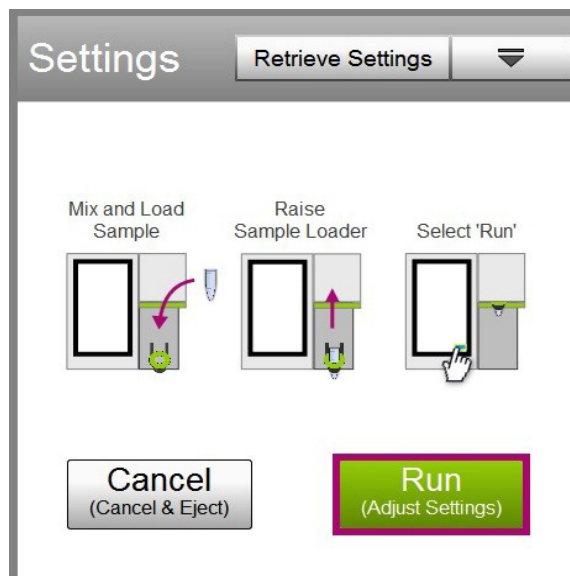 Settings
Retrieve Settings
Mix and Load
Sample
Raise
Sample Loader
Select 'Run'
Cancel
(Cancel & Eject)
Run
(Adjust Settings)